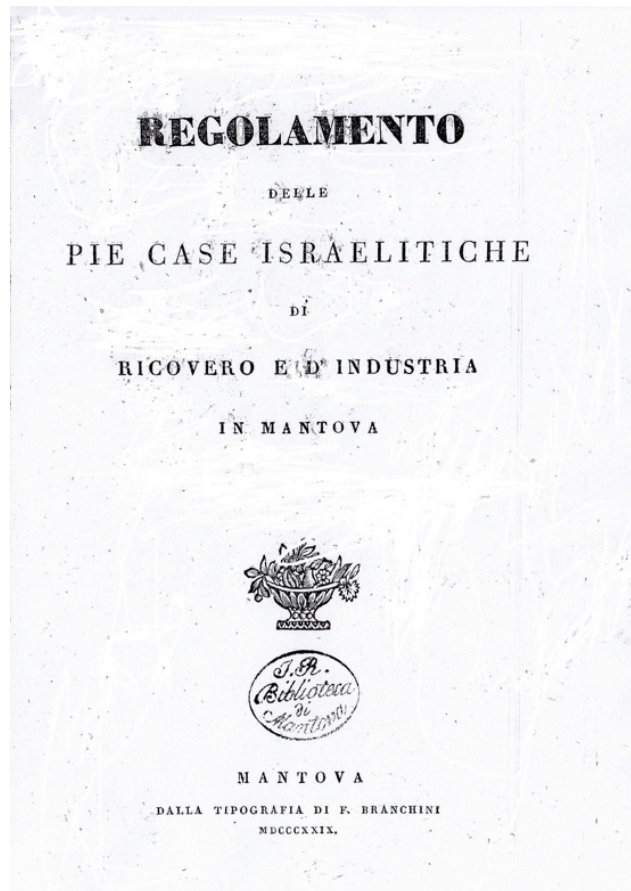 REGOLAMENTO
DELLE
PIE CASE ISRAELITICHE
DI
RICOVERO E D' INDUSTRIA
IN MANTOVA
I. R.
Biblioteca
di
Mantova
MANTOVA
DALLA TIPOGRAFIA DI F. BRANCHINI
MDCCCXXIX.